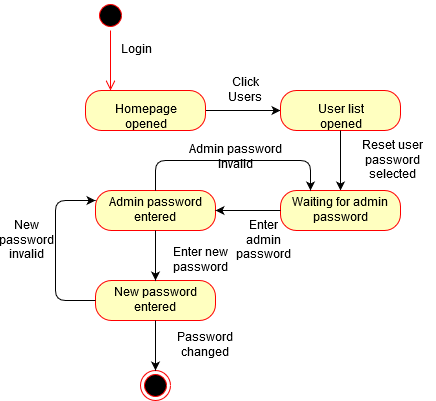 Login
Click
Users
Homepage
opened
User list
opened
Reset user
password
selected
Admin password
invalid
Admin password
entered
Waiting for admin
password
New
password
invalid
Enter
admin
password
Enter new
password
New password
entered
Password
changed